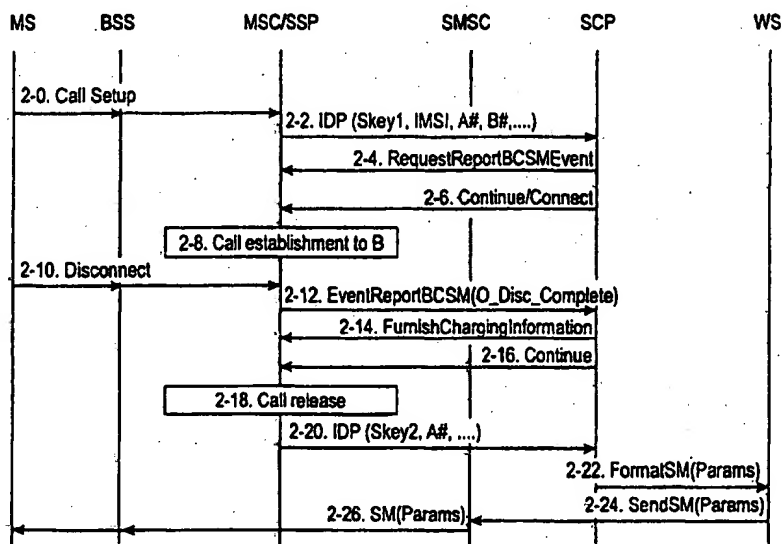 MS BSS MSC/SSP SMSC SCP WS
2-0. Call Setup
2-2. IDP (Skey1, IMSI, A#, B#,....)
2-4. RequestReportBCSMEvent
2-6. Continue/Connect
2-8. Call establishment to B
2-10. Disconnect
2-12. EventReportBCSM(O_Disc_Complete)
2-14. FurnishChargingInformation
2-16. Continue
2-18. Call release
2-20. IDP (Skey2, A#, ....)
2-22. FormatSM(Params)
2-24. SendSM(Params)
2-26. SM(Params)